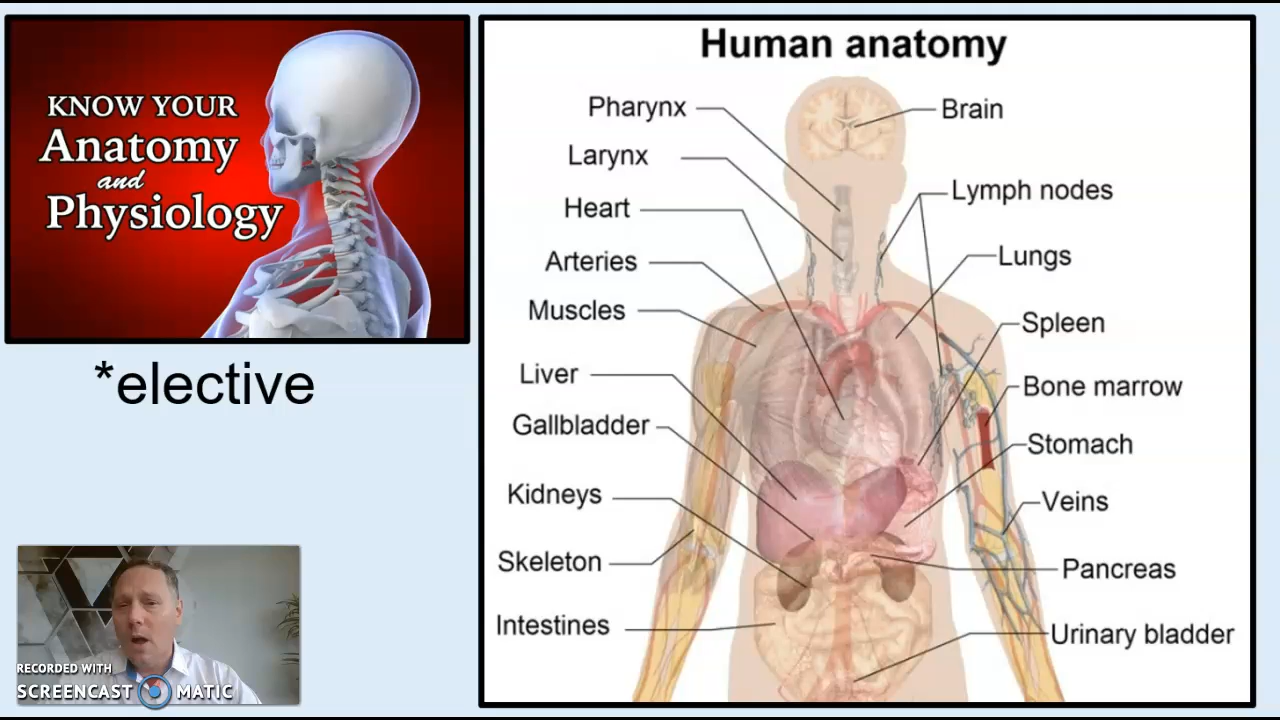 KNOW YOUR
Anatomy
and
Physiology
*elective
RECORDED WITH
SCREENCAST MATIC
Human anatomy
Pharynx
Larynx
Heart
Arteries
Muscles
Liver
Gallbladder
Kidneys
Skeleton
Intestines
Brain
Lymph nodes
Lungs
Spleen
Bone marrow
Stomach
Veins
Pancreas
Urinary bladder